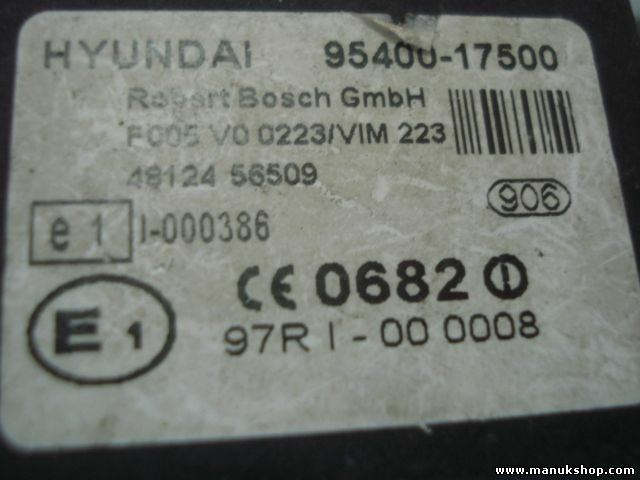 HYUNDAI 95400-17500
Robert Bosch GmbH
F005 V0 0223/VIM 223
48124 56509
906
e 1 I-000386
CE 0682
E1 97R I - 00 0008
www.manukshop.com